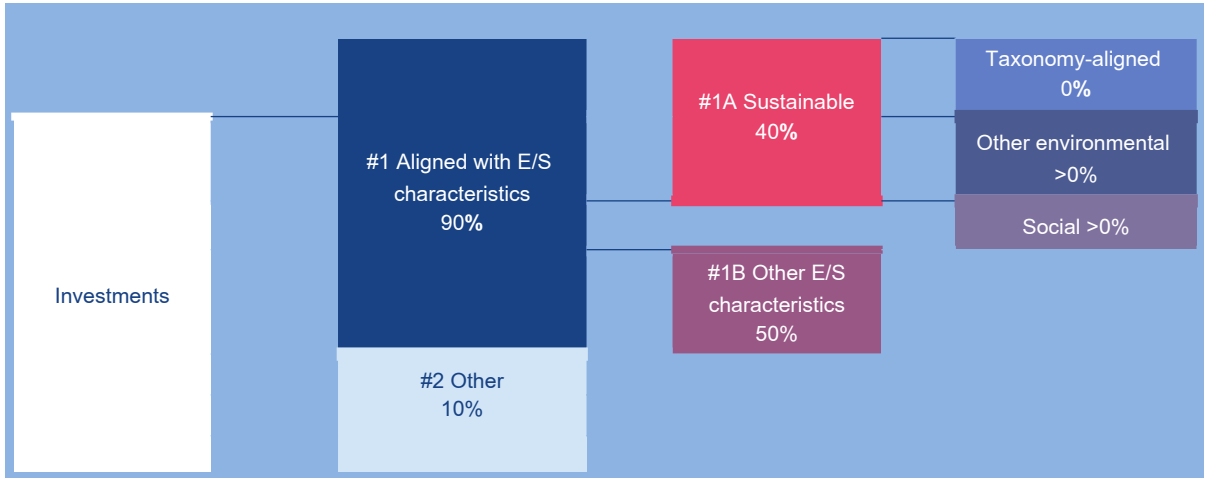 Investments
#1 Aligned with E/S
characteristics
90%
#2 Other
10%
#1A Sustainable
40%
#1B Other E/S
characteristics
50%
Taxonomy-aligned
0%
Other environmental
>0%
Social >0%